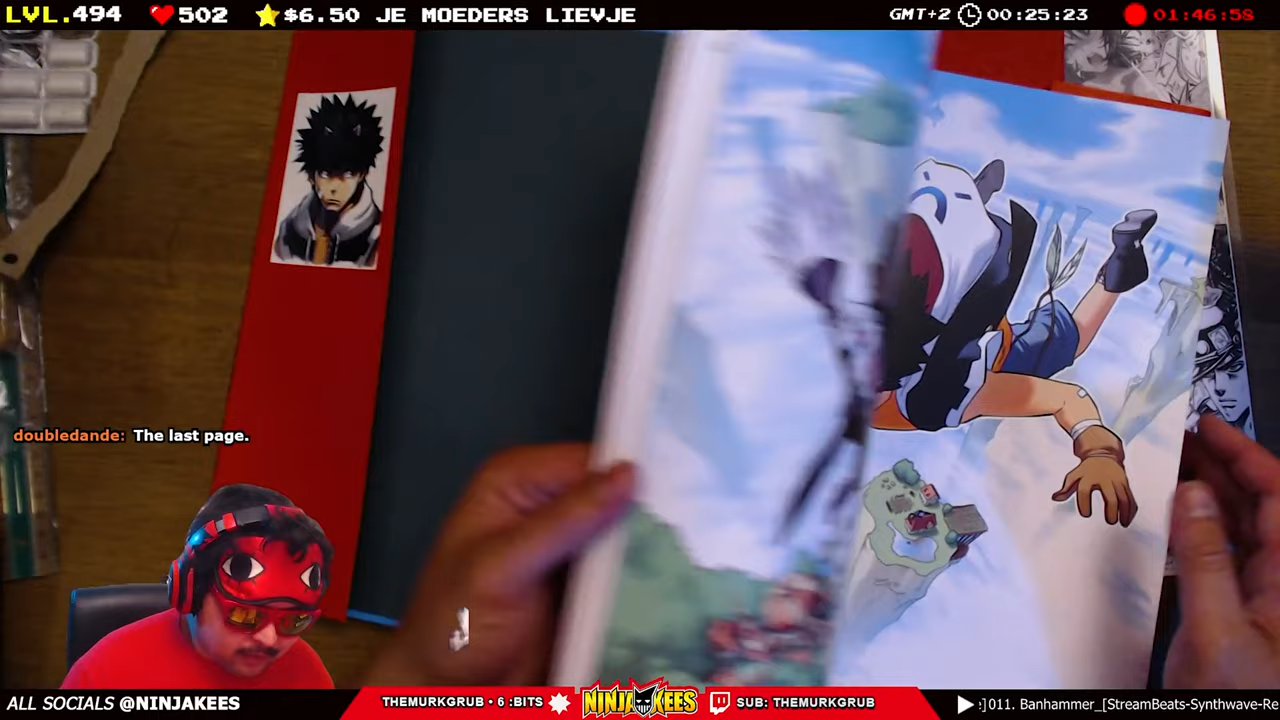 LVL.494 502 $6.50 JE MOEDERS LIEVJE GMT+2 00:25:23 01:46:58
doubledande: The last page.
ALL SOCIALS @NINJAKEES THEMURKGRUB • 6 :BITS NINJAKEES SUB: THEMURKGRUB :]011. Banhammer_[StreamBeats-Synthwave-Re